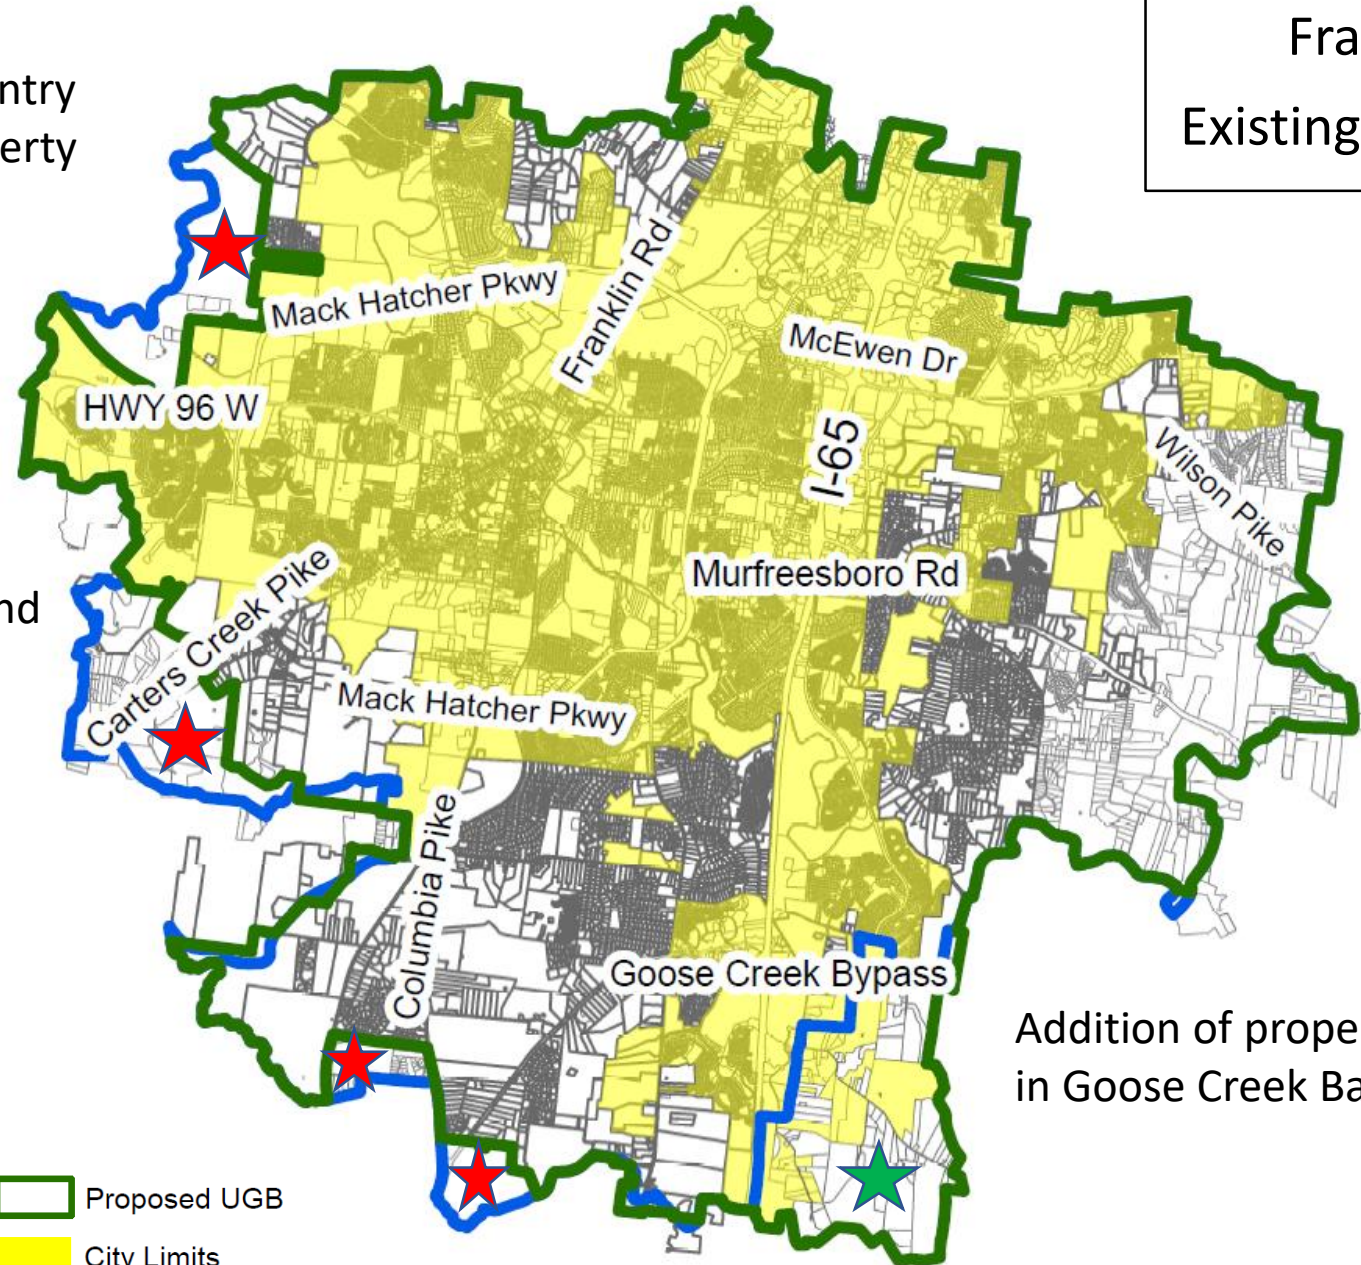 Fra
Existing
ntry
erty
Mack Hatcher Pkwy
Franklin Rd
McEwen Dr
HWY 96 W
I-65
Wilson Pike
Murfreesboro Rd
nd
Carters Creek Pike
Mack Hatcher Pkwy
Columbia Pike
Goose Creek Bypass
Addition of prope
in Goose Creek Ba
Proposed UGB
City Limits